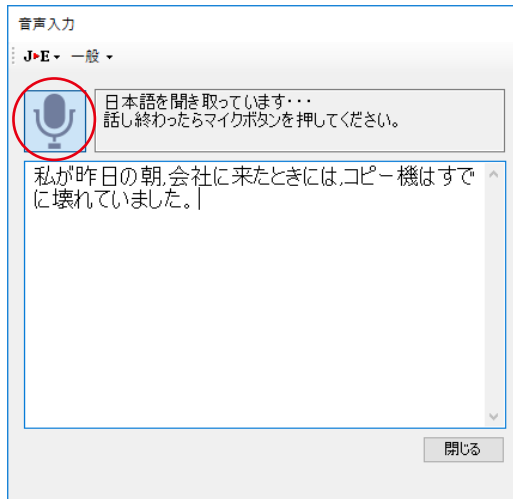 音声入力
J▶E▾ 一般 ▾
日本語を聞き取っています・・・
話し終わったらマイクボタンを押してください。
私が昨日の朝,会社に来たときには,コピー機はすで
に壊れていました。
閉じる